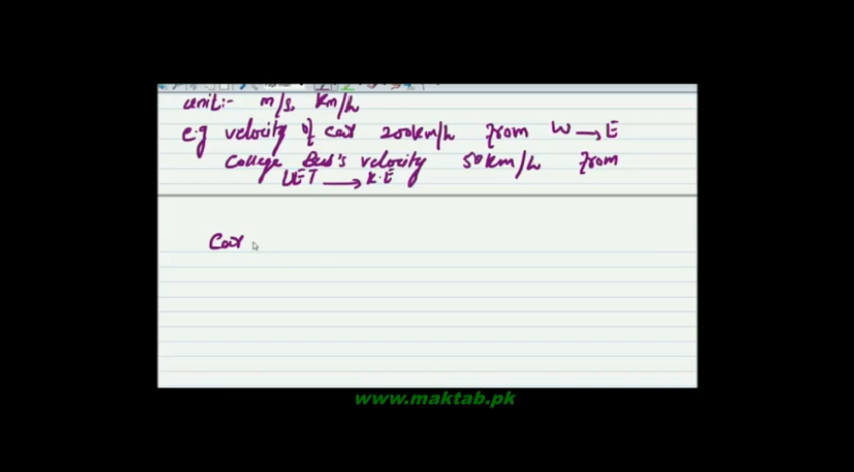 unit:- m/s, km/h
e.g velocity of car 200km/h from W → E
College Bus's velocity 50km/h from
UET → K.E
Car
www.maktab.pk